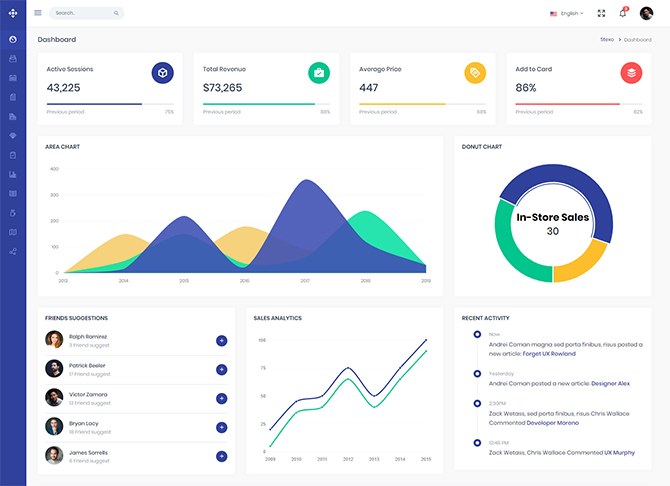 Search.
English
8
Dashboard
Stexo > Dashboard
Active Sessions
43,225
Previous period 75%
Total Revenue
$73,265
Previous period 88%
Average Price
447
Previous period 68%
Add to Card
86%
Previous period 82%
AREA CHART
400
300
200
100
0
2013 2014 2015 2016 2017 2018 2019
DONUT CHART
In-Store Sales
30
FRIENDS SUGGESTIONS
Ralph Ramirez
3 Friend suggest
Patrick Beeler
17 Friend suggest
Victor Zamora
12 Friend suggest
Bryan Lacy
18 Friend suggest
James Sorrells
6 Friend suggest
SALES ANALYTICS
100
75
50
25
0
2009 2010 2011 2012 2013 2014 2015
RECENT ACTIVITY
Now
Andrei Coman magna sed porta finibus, risus posted a
new article: Forget UX Rowland
Yesterday
Andrei Coman posted a new article: Designer Alex
2:30PM
Zack Wetass, sed porta finibus, risus Chris Wallace
Commented Developer Moreno
12:48 PM
Zack Wetass, Chris Wallace Commented UX Murphy